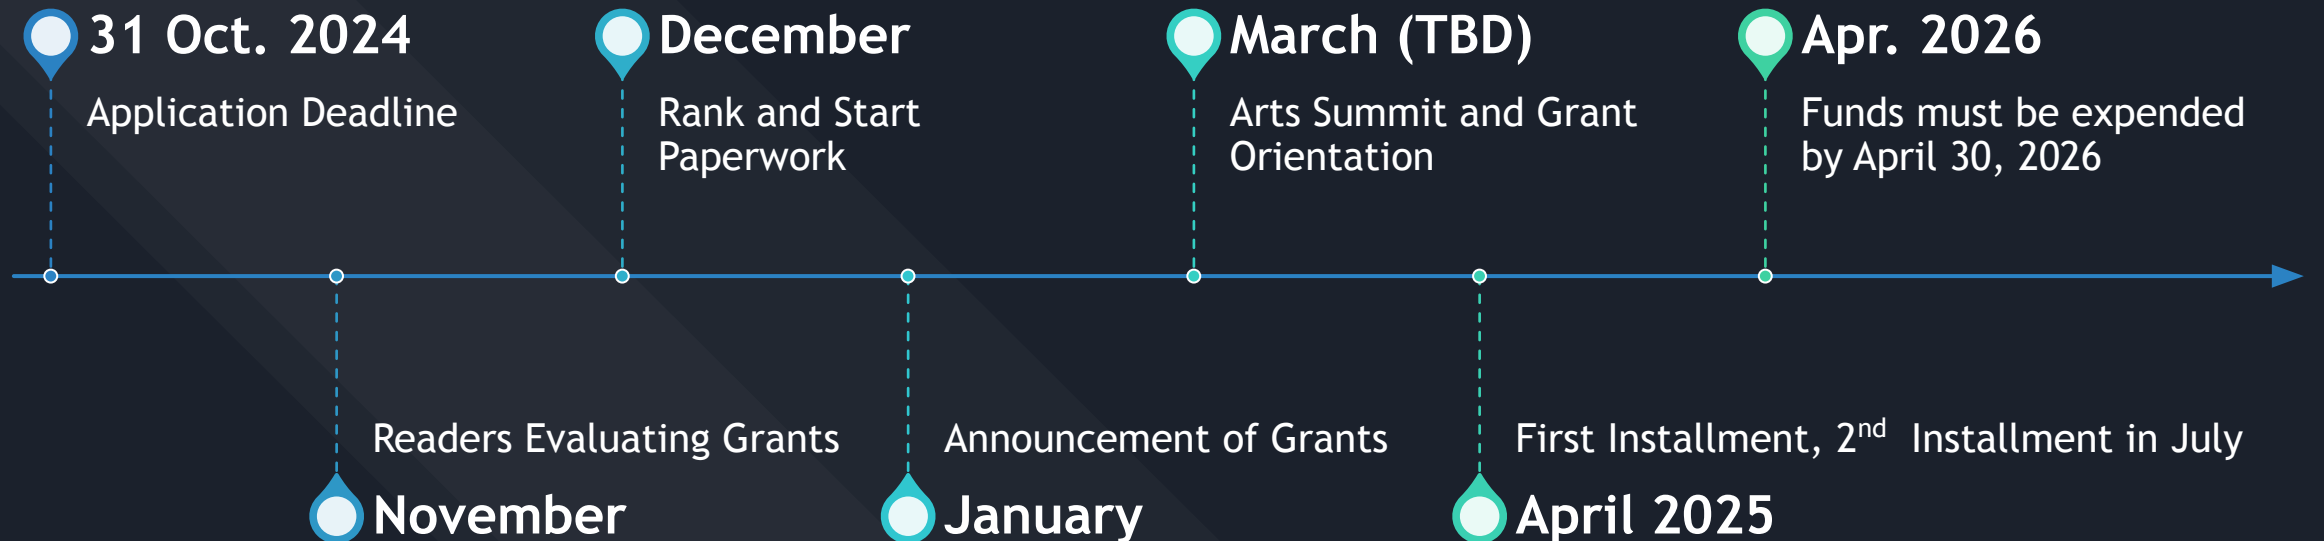 31 Oct. 2024
Application Deadline
December
Rank and Start
Paperwork
March (TBD)
Arts Summit and Grant
Orientation
Apr. 2026
Funds must be expended
by April 30, 2026
Readers Evaluating Grants
November
Announcement of Grants
January
First Installment, 2nd Installment in July
April 2025